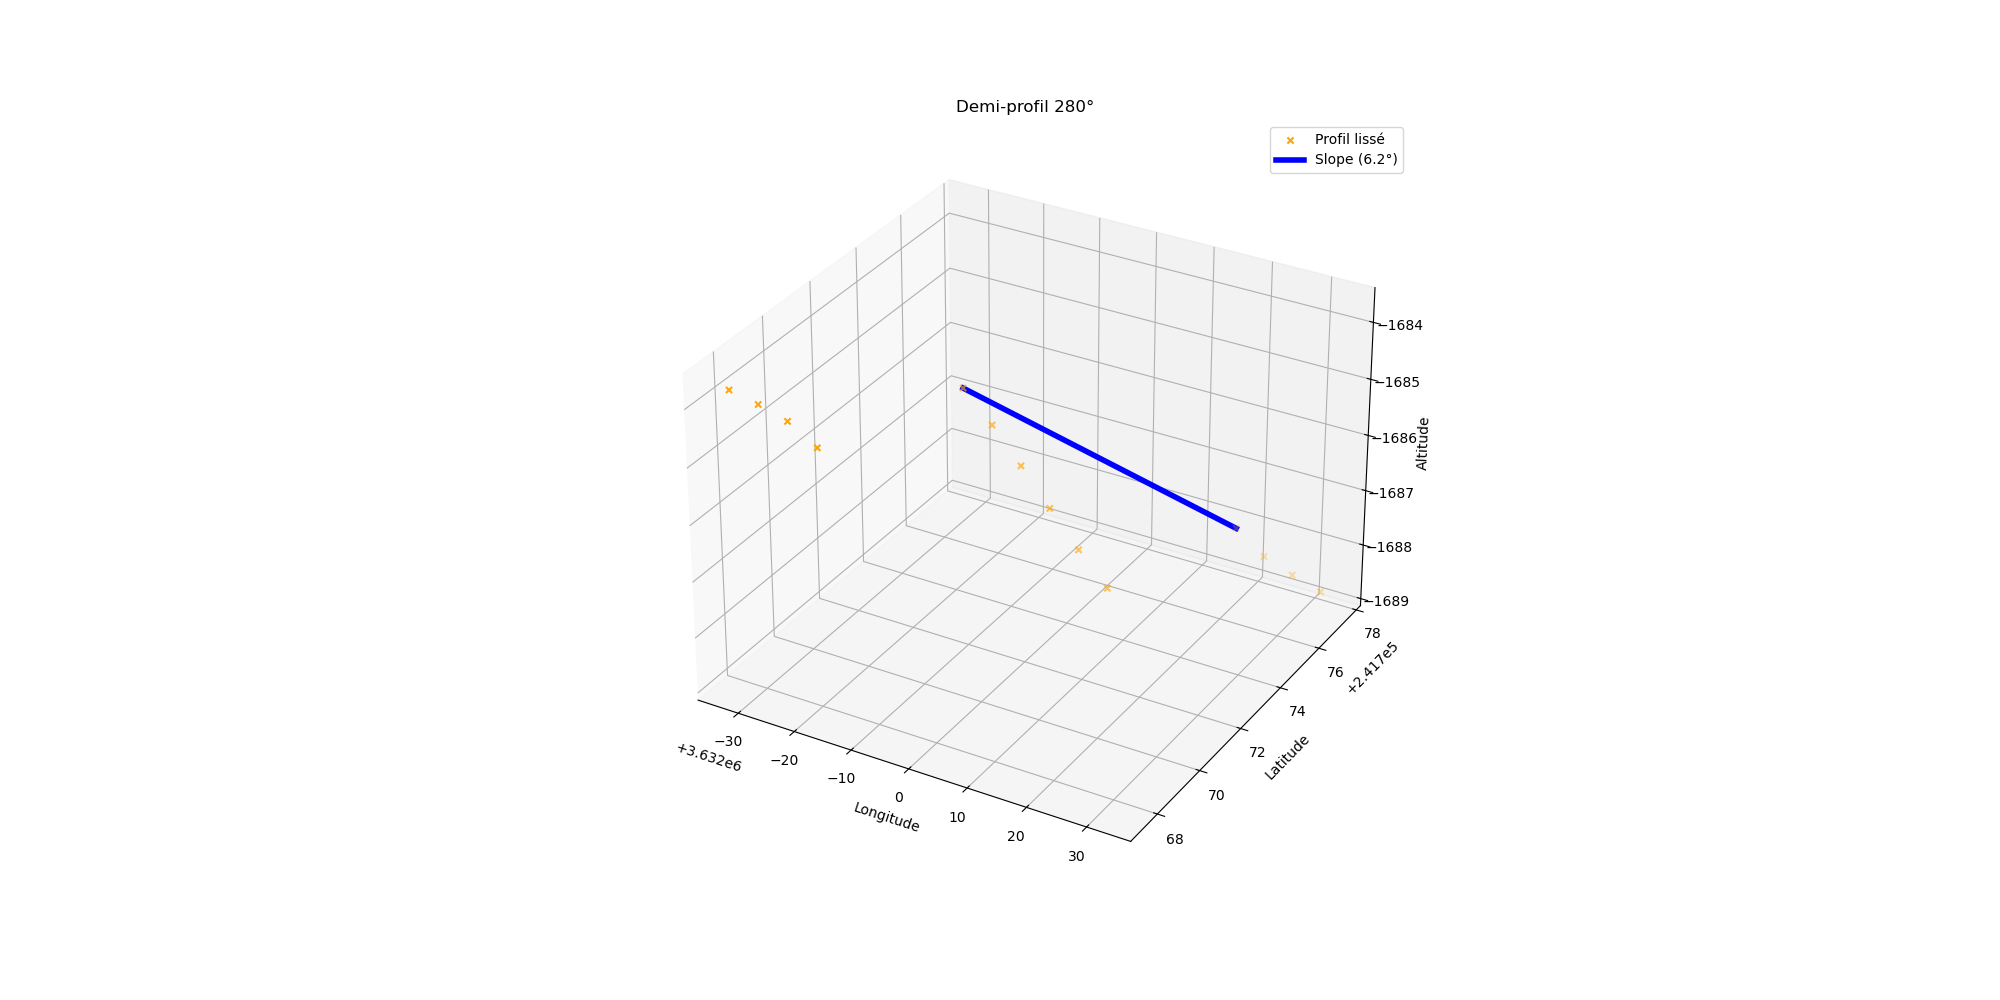 Demi-profil 280°
Profil lissé
Slope (6.2°)
−1684
−1685
−1686
−1687
−1688
−1689
Altitude
78
76
74
72
70
68
+2.417e5
Latitude
−30
−20
−10
0
10
20
30
+3.632e6
Longitude